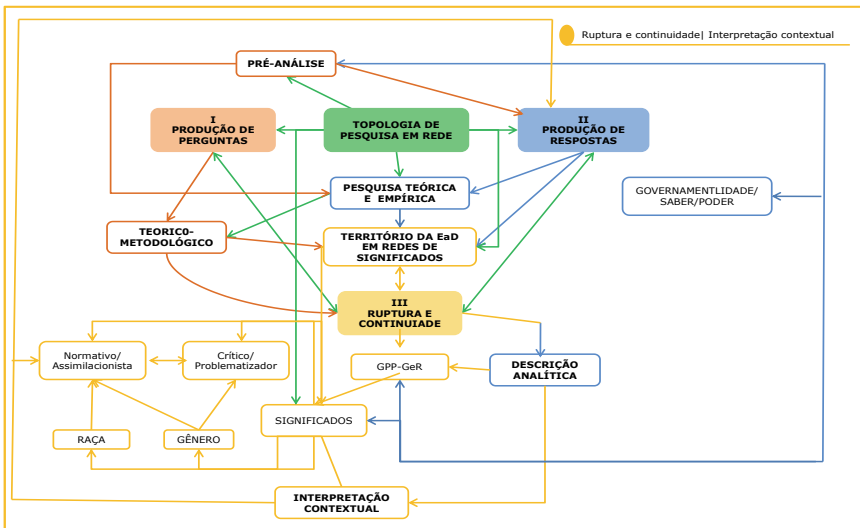 Ruptura e continuidade| Interpretação contextual
PRÉ-ANÁLISE
I
PRODUÇÃO DE
PERGUNTAS
TOPOLOGIA DE
PESQUISA EM REDE
II
PRODUÇÃO DE
RESPOSTAS
PESQUISA TEÓRICA
E EMPÍRICA
GOVERNAMENTLIDADE/
SABER/PODER
TEORIC0-
METODOLÓGICO
TERRITÓRIO DA EaD
EM REDES DE
SIGNIFICADOS
III
RUPTURA E
CONTINUIADE
Normativo/
Assimilacionista
Crítico/
Problematizador
GPP-GeR
DESCRIÇÃO
ANALÍTICA
SIGNIFICADOS
RAÇA
GÊNERO
INTERPRETAÇÃO
CONTEXTUAL